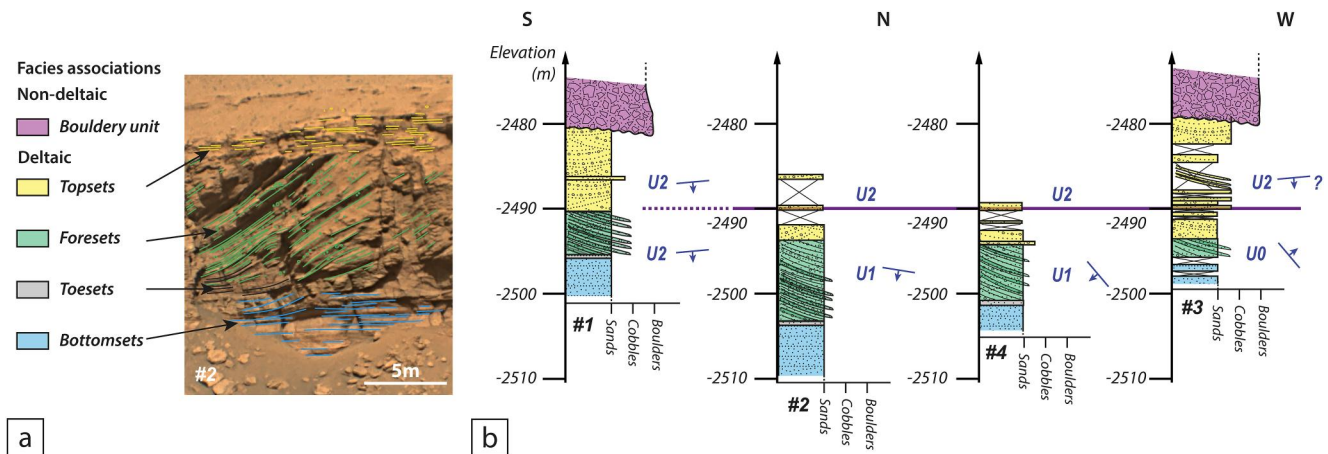 Facies associations
Non-deltaic
Bouldery unit
Deltaic
Topsets
Foresets
Toesets
Bottomsets
#2
5m
a
S
N
W
Elevation
(m)
-2480
-2490
-2500
-2510
U2
U2
#1
Sands
Cobbles
Boulders
-2480
-2490
-2500
-2510
U2
U1
#2
Sands
Cobbles
Boulders
-2480
-2490
-2500
-2510
U2
U1
#4
Sands
Cobbles
Boulders
-2480
-2490
-2500
-2510
U2 ?
U0
#3
Sands
Cobbles
Boulders
b